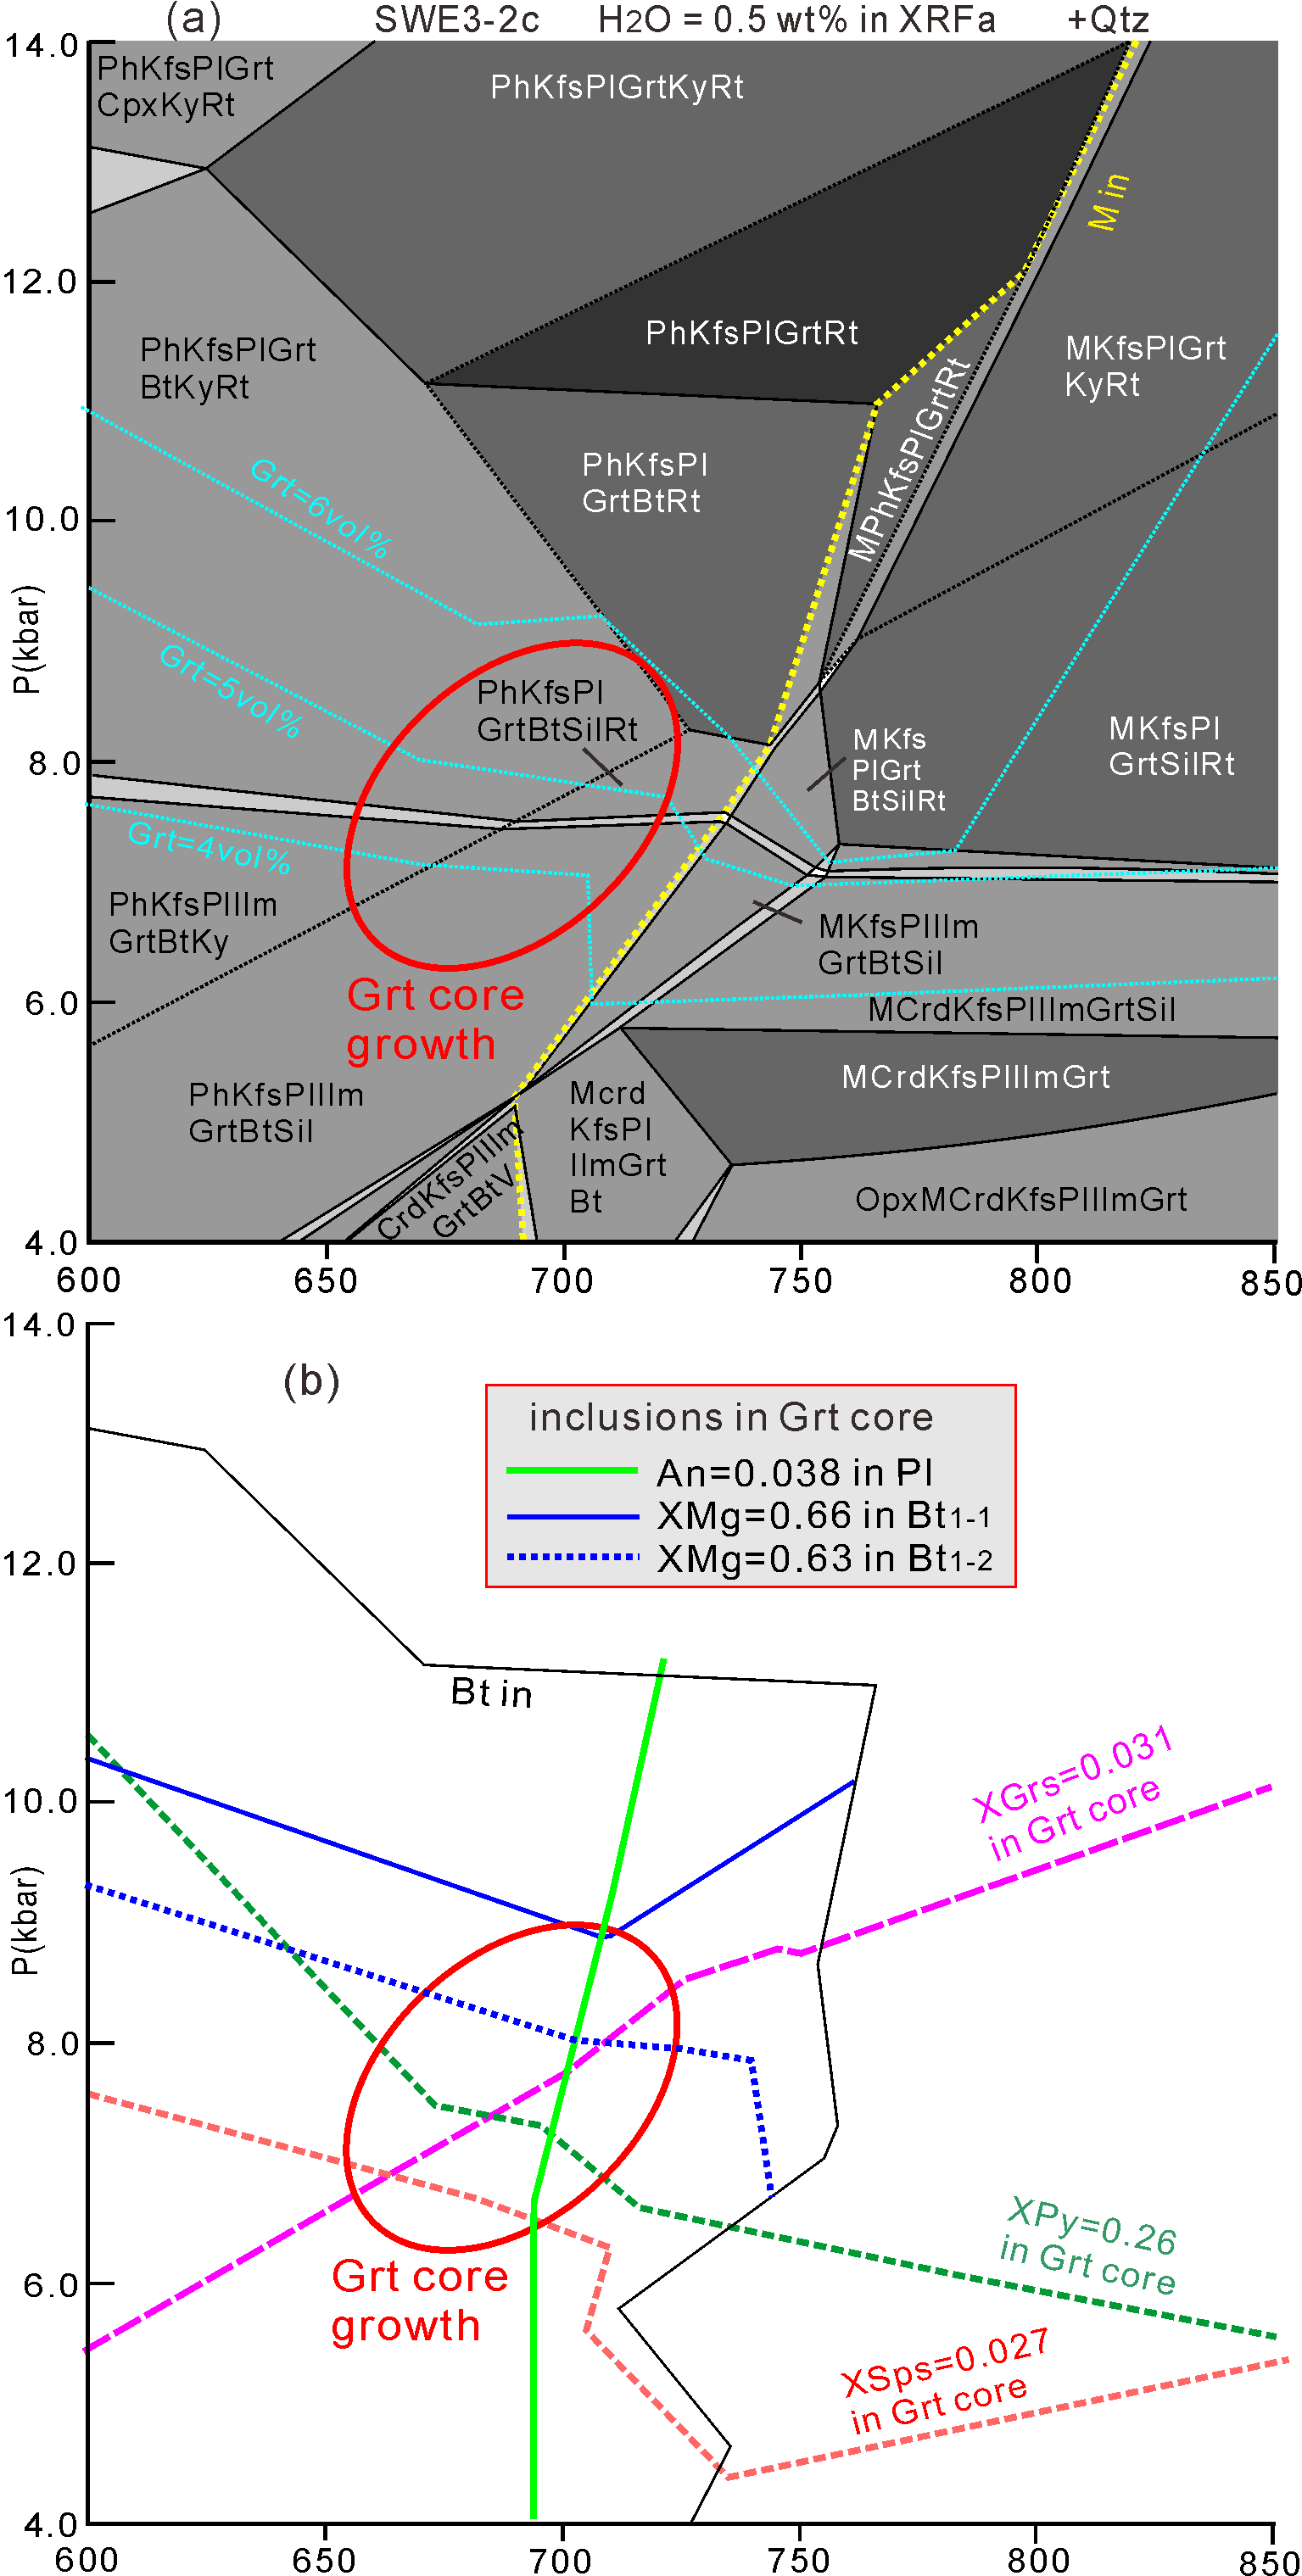 (a) SWE3-2c H2O = 0.5 wt% in XRFa +Qtz
14.0
PhKfsPlGrt
CpxKyRt
PhKfsPlGrtKyRt
M in
12.0
PhKfsPlGrt
BtKyRt
PhKfsPlGrtRt
MKfsPlGrt
KyRt
MPhKfsPlGrtRt
PhKfsPl
GrtBtRt
10.0
Grt=6vol%
P(kbar)
Grt=5vol%
PhKfsPl
GrtBtSilRt
MKfs
PlGrt
BtSilRt
MKfsPl
GrtSilRt
8.0
Grt=4vol%
PhKfsPlIlm
GrtBtKy
MKfsPlIlm
GrtBtSil
6.0
Grt core
growth
MCrdKfsPlIlmGrtSil
MCrdKfsPlIlmGrt
PhKfsPlIlm
GrtBtSil
Mcrd
KfsPl
IlmGrt
Bt
CrdKfsPlIlm
GrtBtV
OpxMCrdKfsPlIlmGrt
4.0
600 650 700 750 800 850
14.0
(b)
inclusions in Grt core
An=0.038 in Pl
XMg=0.66 in Bt1-1
XMg=0.63 in Bt1-2
12.0
Bt in
10.0
XGrs=0.031
in Grt core
P(kbar)
8.0
XPy=0.26
in Grt core
6.0
Grt core
growth
XSps=0.027
in Grt core
4.0
600 650 700 750 800 850